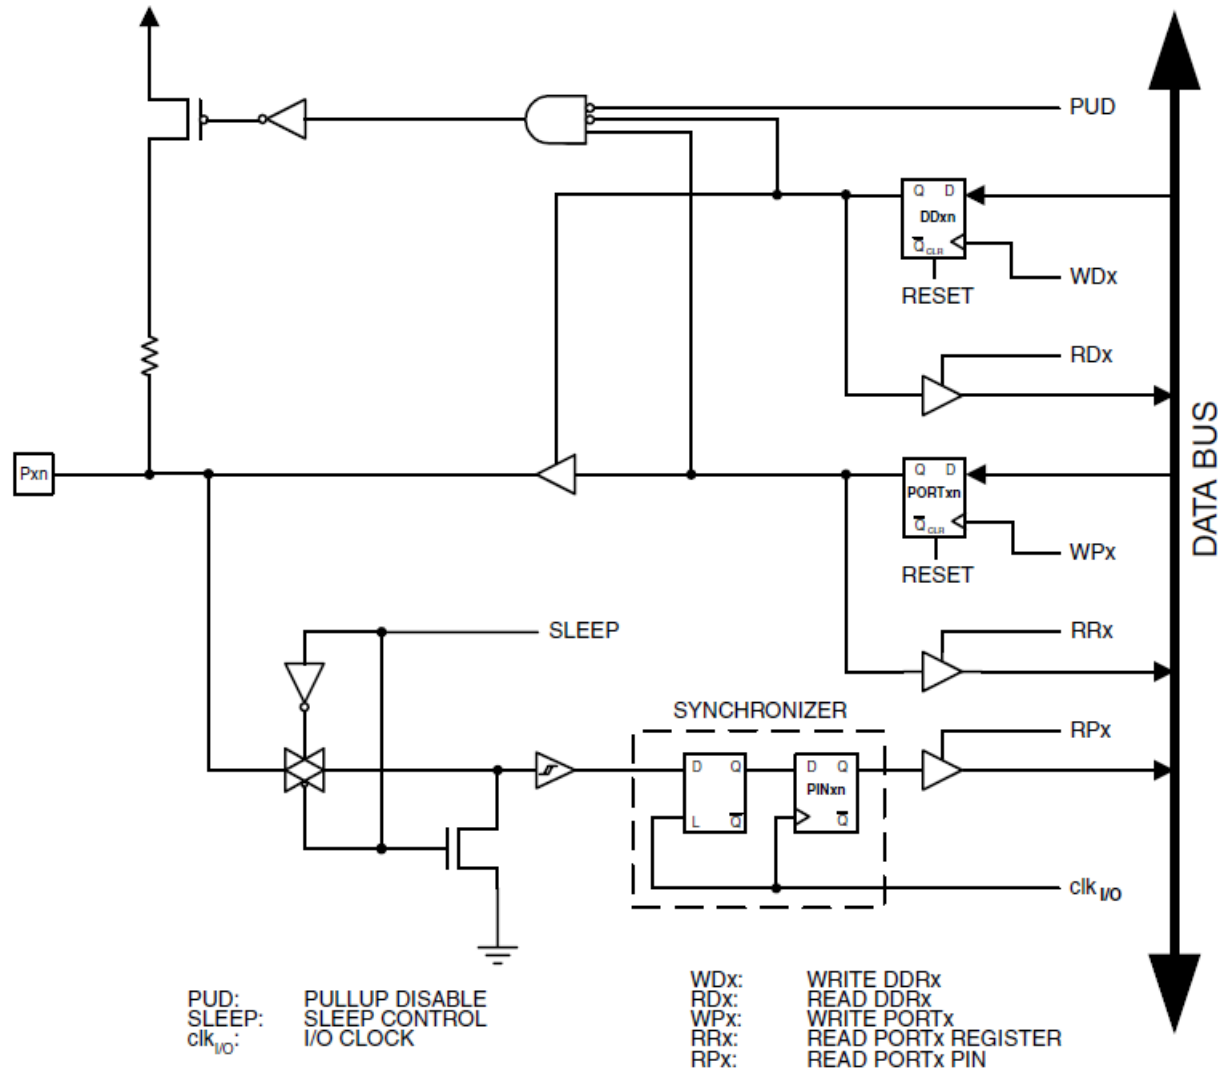 PUD
Q D
DDxn
Q CLR
WDx
RESET
RDx
DATA BUS
Pxn
Q D
PORTxn
Q CLR
WPx
RESET
SLEEP
RRx
SYNCHRONIZER
RPx
D Q
D Q
PINxn
L Q
Q
clk I/O
PUD: PULLUP DISABLE
SLEEP: SLEEP CONTROL
clk I/O: I/O CLOCK
WDx: WRITE DDRx
RDx: READ DDRx
WPx: WRITE PORTx
RRx: READ PORTx REGISTER
RPx: READ PORTx PIN